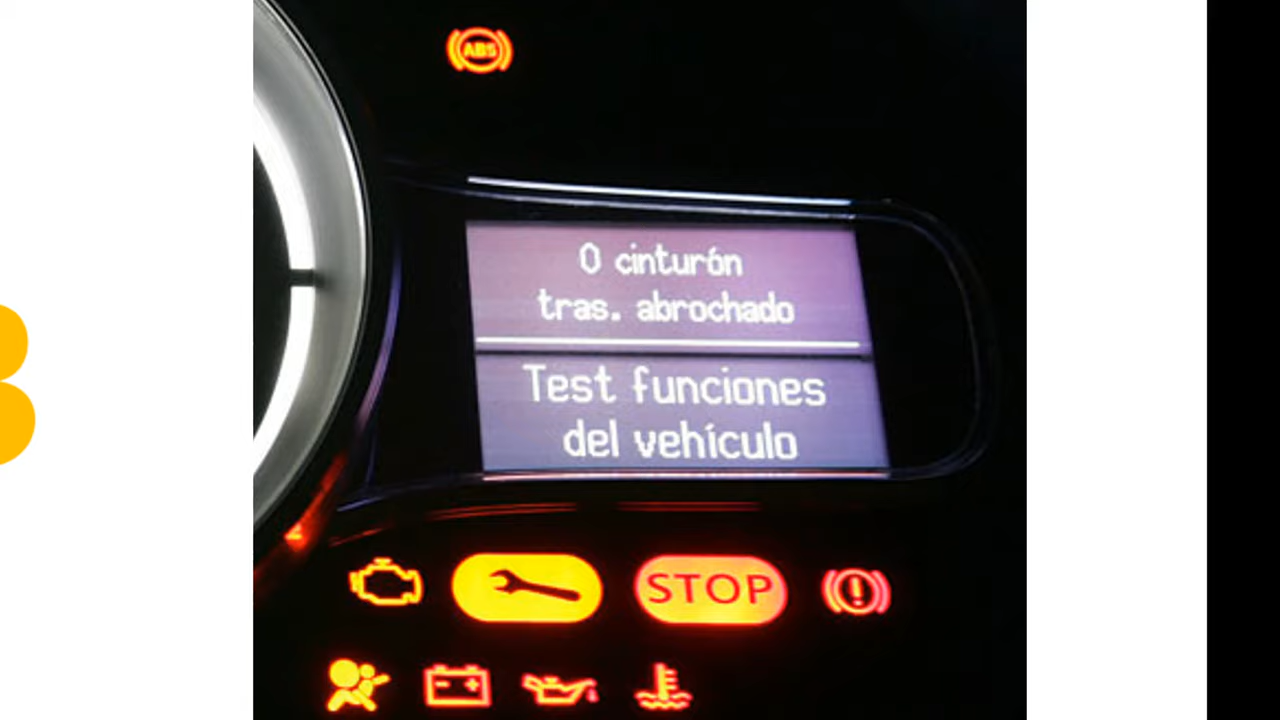 ABS
0 cinturón
tras. abrochado
Test funciones
del vehículo
STOP